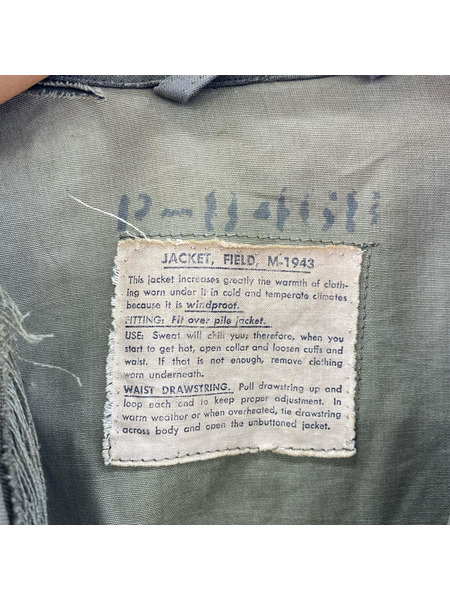 JACKET, FIELD, M-1943
This jacket increases greatly the warmth of cloth-
ing worn under it in cold and temperate climates
because it is windproof.
FITTING: Fit over pile jacket.
USE: Sweat will chill you; therefore, when you
start to get hot, open collar and loosen cuffs and
waist. If that is not enough, remove clothing
worn underneath.
WAIST DRAWSTRING. Pull drawstring up and
loop each end to keep proper adjustment. In
warm weather or when overheated, tie drawstring
across body and open the unbuttoned jacket.